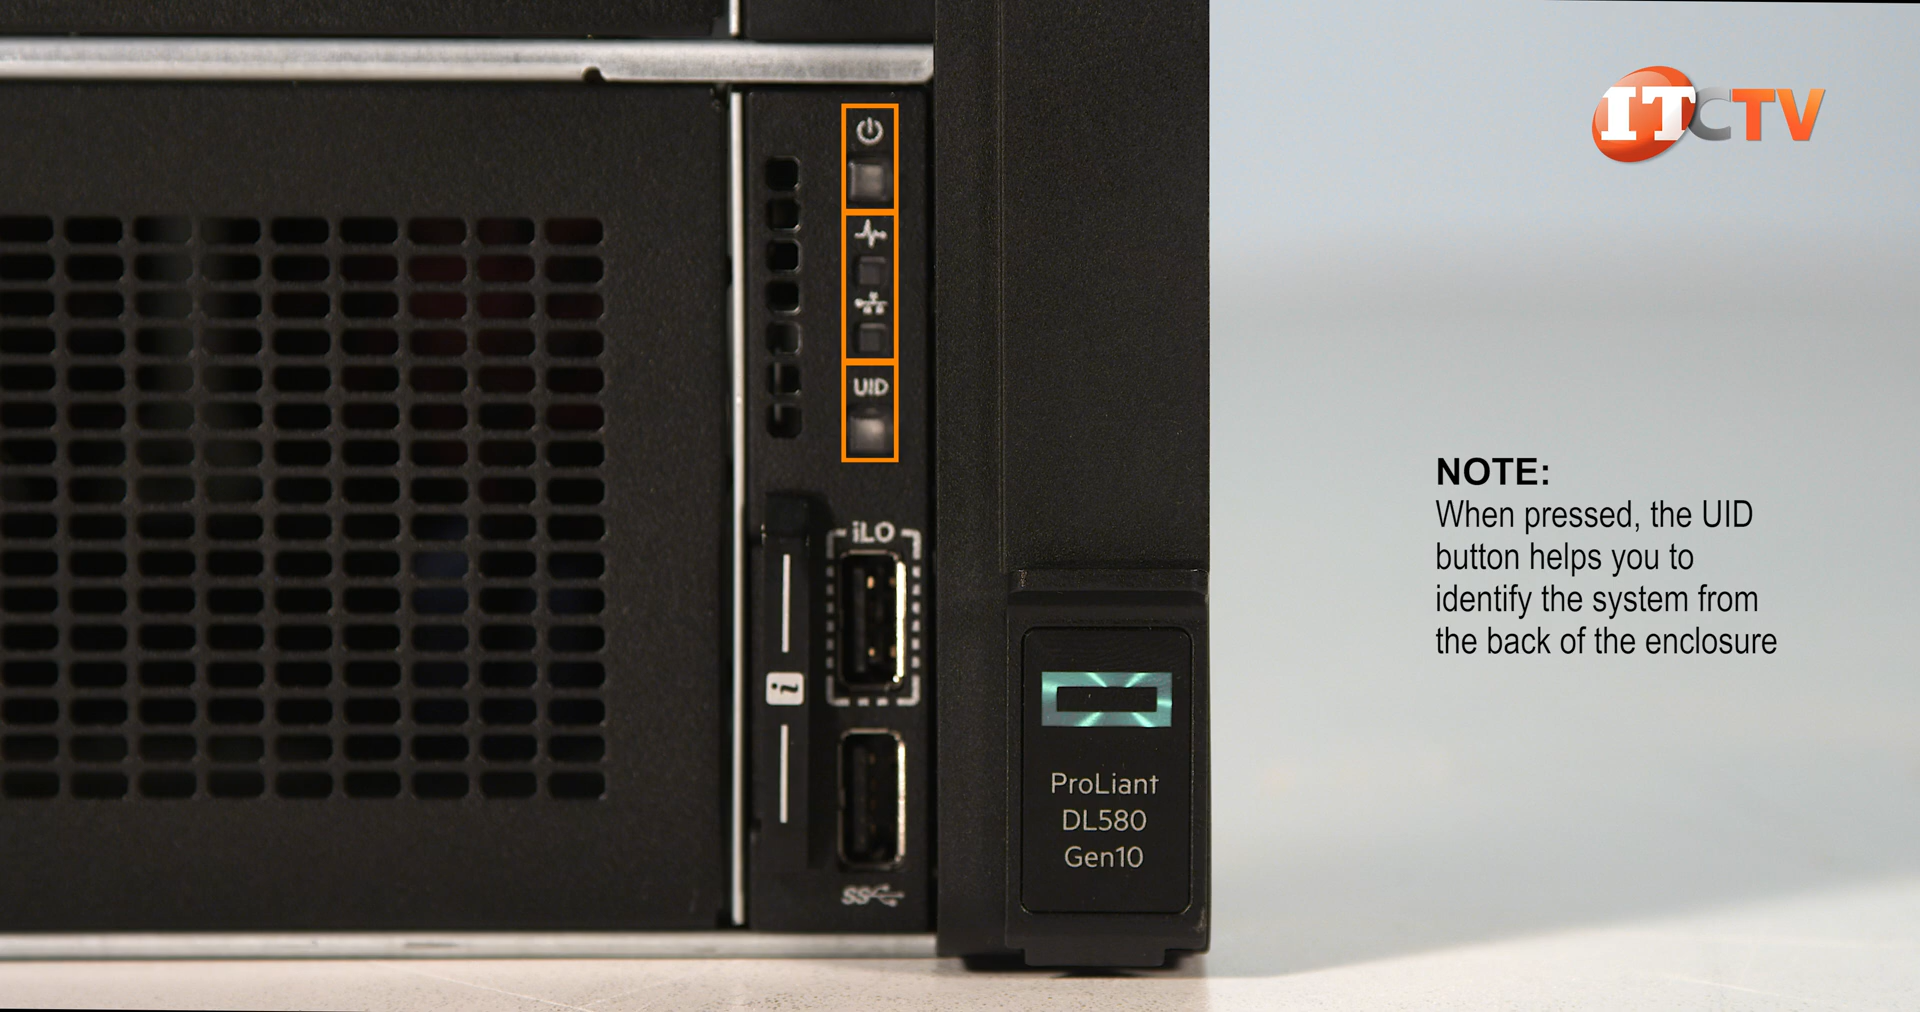 ITCTV
UID
iLO
i
SS
ProLiant
DL580
Gen10
NOTE:
When pressed, the UID
button helps you to
identify the system from
the back of the enclosure